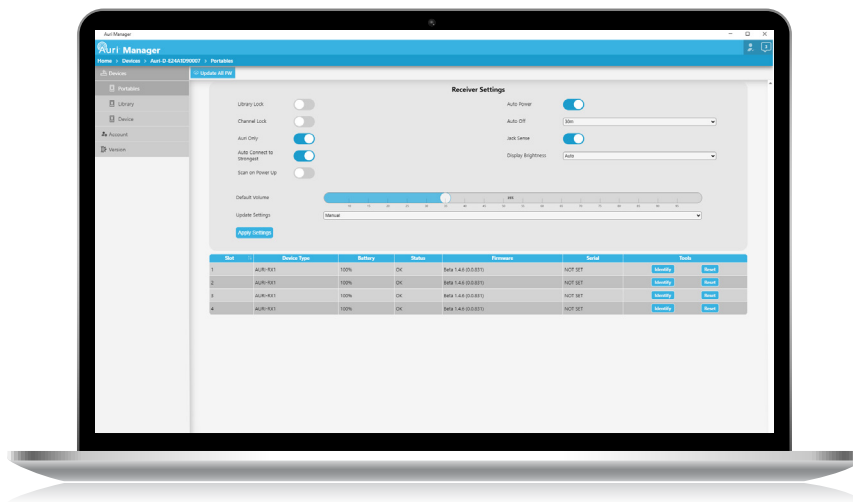 Auri Manager
Auri Manager
Home > Devices > Auri-D-S24A1D90007 > Portables
Devices
Update All FW
Portables
Library
Device
Account
Version
Receiver Settings
Library Lock
Auto Power
Channel Lock
Auto Off
30m
Auri Only
Jack Sense
Auto Connect to
Strongest
Display Brightness
Auto
Scan on Power Up
Default Volume
Update Settings
Manual
Apply Settings
Slot Device Type Battery Status Firmware Serial Tools
1 AURI-RX1 100% OK Beta 1.4.6 (0.0.831) NOT SET Identify Reset
2 AURI-RX1 100% OK Beta 1.4.6 (0.0.831) NOT SET Identify Reset
3 AURI-RX1 100% OK Beta 1.4.6 (0.0.831) NOT SET Identify Reset
4 AURI-RX1 100% OK Beta 1.4.6 (0.0.831) NOT SET Identify Reset